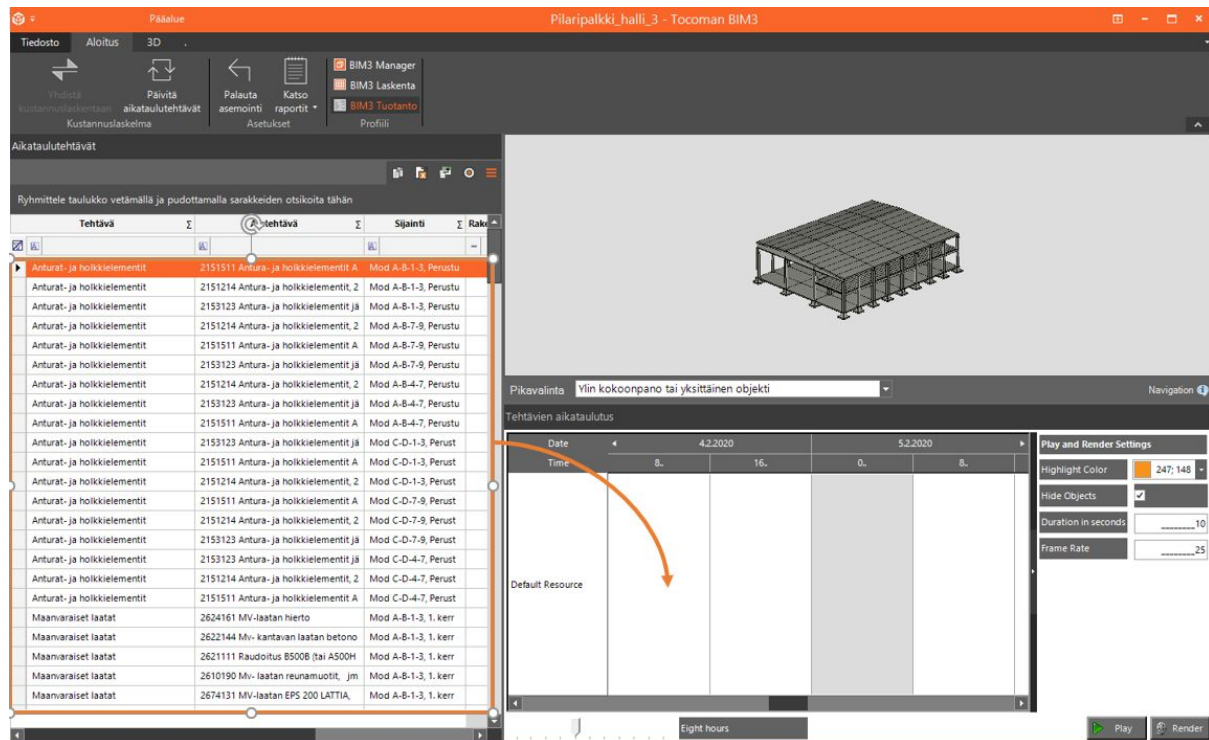 Pääalue
Pilaripalkki_halli_3 - Tocoman BIM3
Tiedosto Aloitus 3D
Yhdistä kustannuslaskentaan
Päivitä aikataulutehtävät
Palauta asemointi
Katso raportit
BIM3 Manager
BIM3 Laskenta
BIM3 Tuotanto
Kustannuslaskelma Asetukset Profiili
Aikataulutehtävät
Ryhmittele taulukko vetämällä ja pudottamalla sarakkeiden otsikoita tähän
Tehtävä Σ Σ Sijainti Σ Rake
Anturat- ja holkkielementit 2151511 Antura- ja holkkielementit A Mod A-B-1-3, Perustu
Anturat- ja holkkielementit 2151214 Antura- ja holkkielementit, 2 Mod A-B-1-3, Perustu
Anturat- ja holkkielementit 2153123 Antura- ja holkkielementit jä Mod A-B-1-3, Perustu
Anturat- ja holkkielementit 2151214 Antura- ja holkkielementit, 2 Mod A-B-7-9, Perustu
Anturat- ja holkkielementit 2151511 Antura- ja holkkielementit A Mod A-B-7-9, Perustu
Anturat- ja holkkielementit 2153123 Antura- ja holkkielementit jä Mod A-B-7-9, Perustu
Anturat- ja holkkielementit 2151214 Antura- ja holkkielementit, 2 Mod A-B-4-7, Perustu
Anturat- ja holkkielementit 2153123 Antura- ja holkkielementit jä Mod A-B-4-7, Perustu
Anturat- ja holkkielementit 2151511 Antura- ja holkkielementit A Mod A-B-4-7, Perustu
Anturat- ja holkkielementit 2153123 Antura- ja holkkielementit jä Mod C-D-1-3, Perust
Anturat- ja holkkielementit 2151511 Antura- ja holkkielementit A Mod C-D-1-3, Perust
Anturat- ja holkkielementit 2151214 Antura- ja holkkielementit, 2 Mod C-D-1-3, Perust
Anturat- ja holkkielementit 2151511 Antura- ja holkkielementit A Mod C-D-7-9, Perust
Anturat- ja holkkielementit 2151214 Antura- ja holkkielementit, 2 Mod C-D-7-9, Perust
Anturat- ja holkkielementit 2153123 Antura- ja holkkielementit jä Mod C-D-7-9, Perust
Anturat- ja holkkielementit 2153123 Antura- ja holkkielementit jä Mod C-D-4-7, Perust
Anturat- ja holkkielementit 2151214 Antura- ja holkkielementit, 2 Mod C-D-4-7, Perust
Anturat- ja holkkielementit 2151511 Antura- ja holkkielementit A Mod C-D-4-7, Perust
Maanvaraiset laatat 2624161 MV-laatan hierto Mod A-B-1-3, 1. kerr
Maanvaraiset laatat 2622144 Mv- kantavan laatan betono Mod A-B-1-3, 1. kerr
Maanvaraiset laatat 2621111 Raudoitus B500B (tai A500H Mod A-B-1-3, 1. kerr
Maanvaraiset laatat 2610190 Mv- laatan reunamuotit, jm Mod A-B-1-3, 1. kerr
Maanvaraiset laatat 2674131 MV-laatan EPS 200 LATTIA, Mod A-B-1-3, 1. kerr
Pikavalinta Ylin kokoonpano tai yksittäinen objekti Navigation
Tehtävien aikataulutus
Date 4.2.2020 5.2.2020
Time 8.. 16.. 0.. 8..
Default Resource
Play and Render Settings
Highlight Color 247; 148
Hide Objects
Duration in seconds 10
Frame Rate 25
Eight hours
Play Render